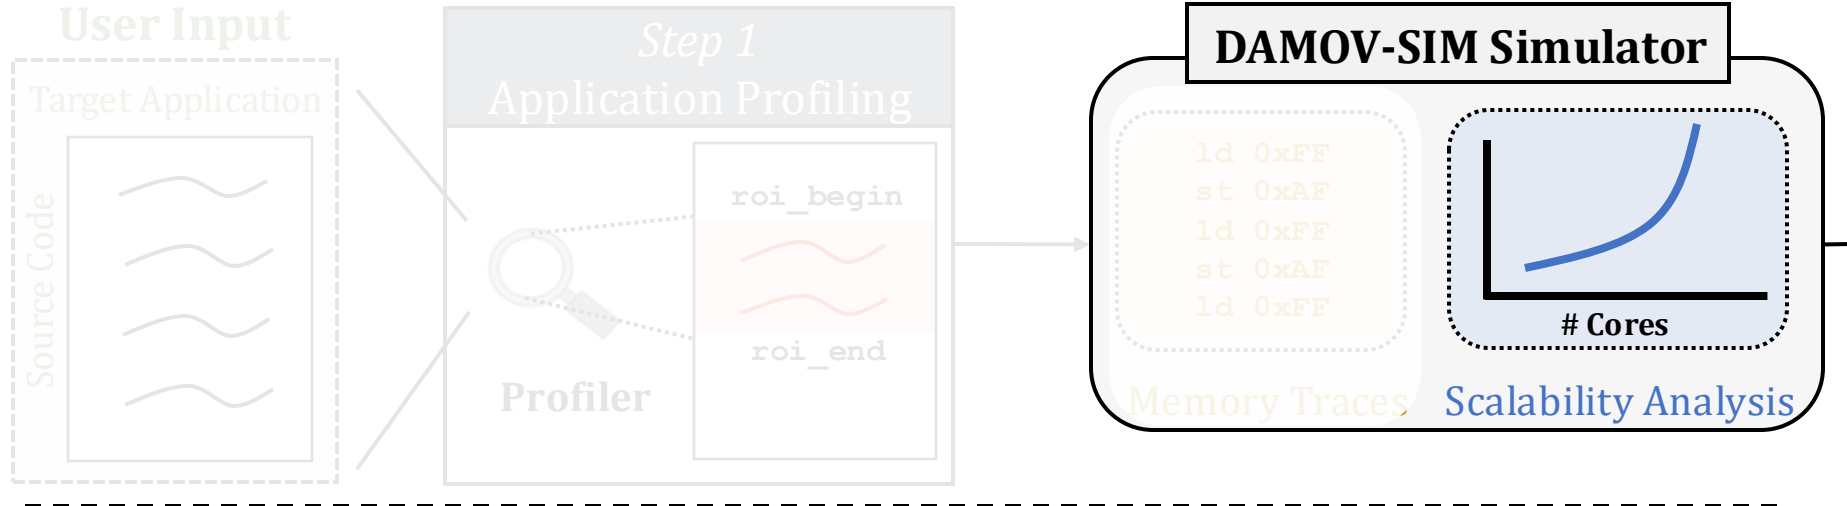 User Input
Target Application
Source Code
Step 1
Application Profiling
roi_begin
roi_end
Profiler
DAMOV-SIM Simulator
ld 0xFF
st 0xAF
ld 0xFF
st 0xAF
ld 0xFF
Memory Traces
# Cores
Scalability Analysis